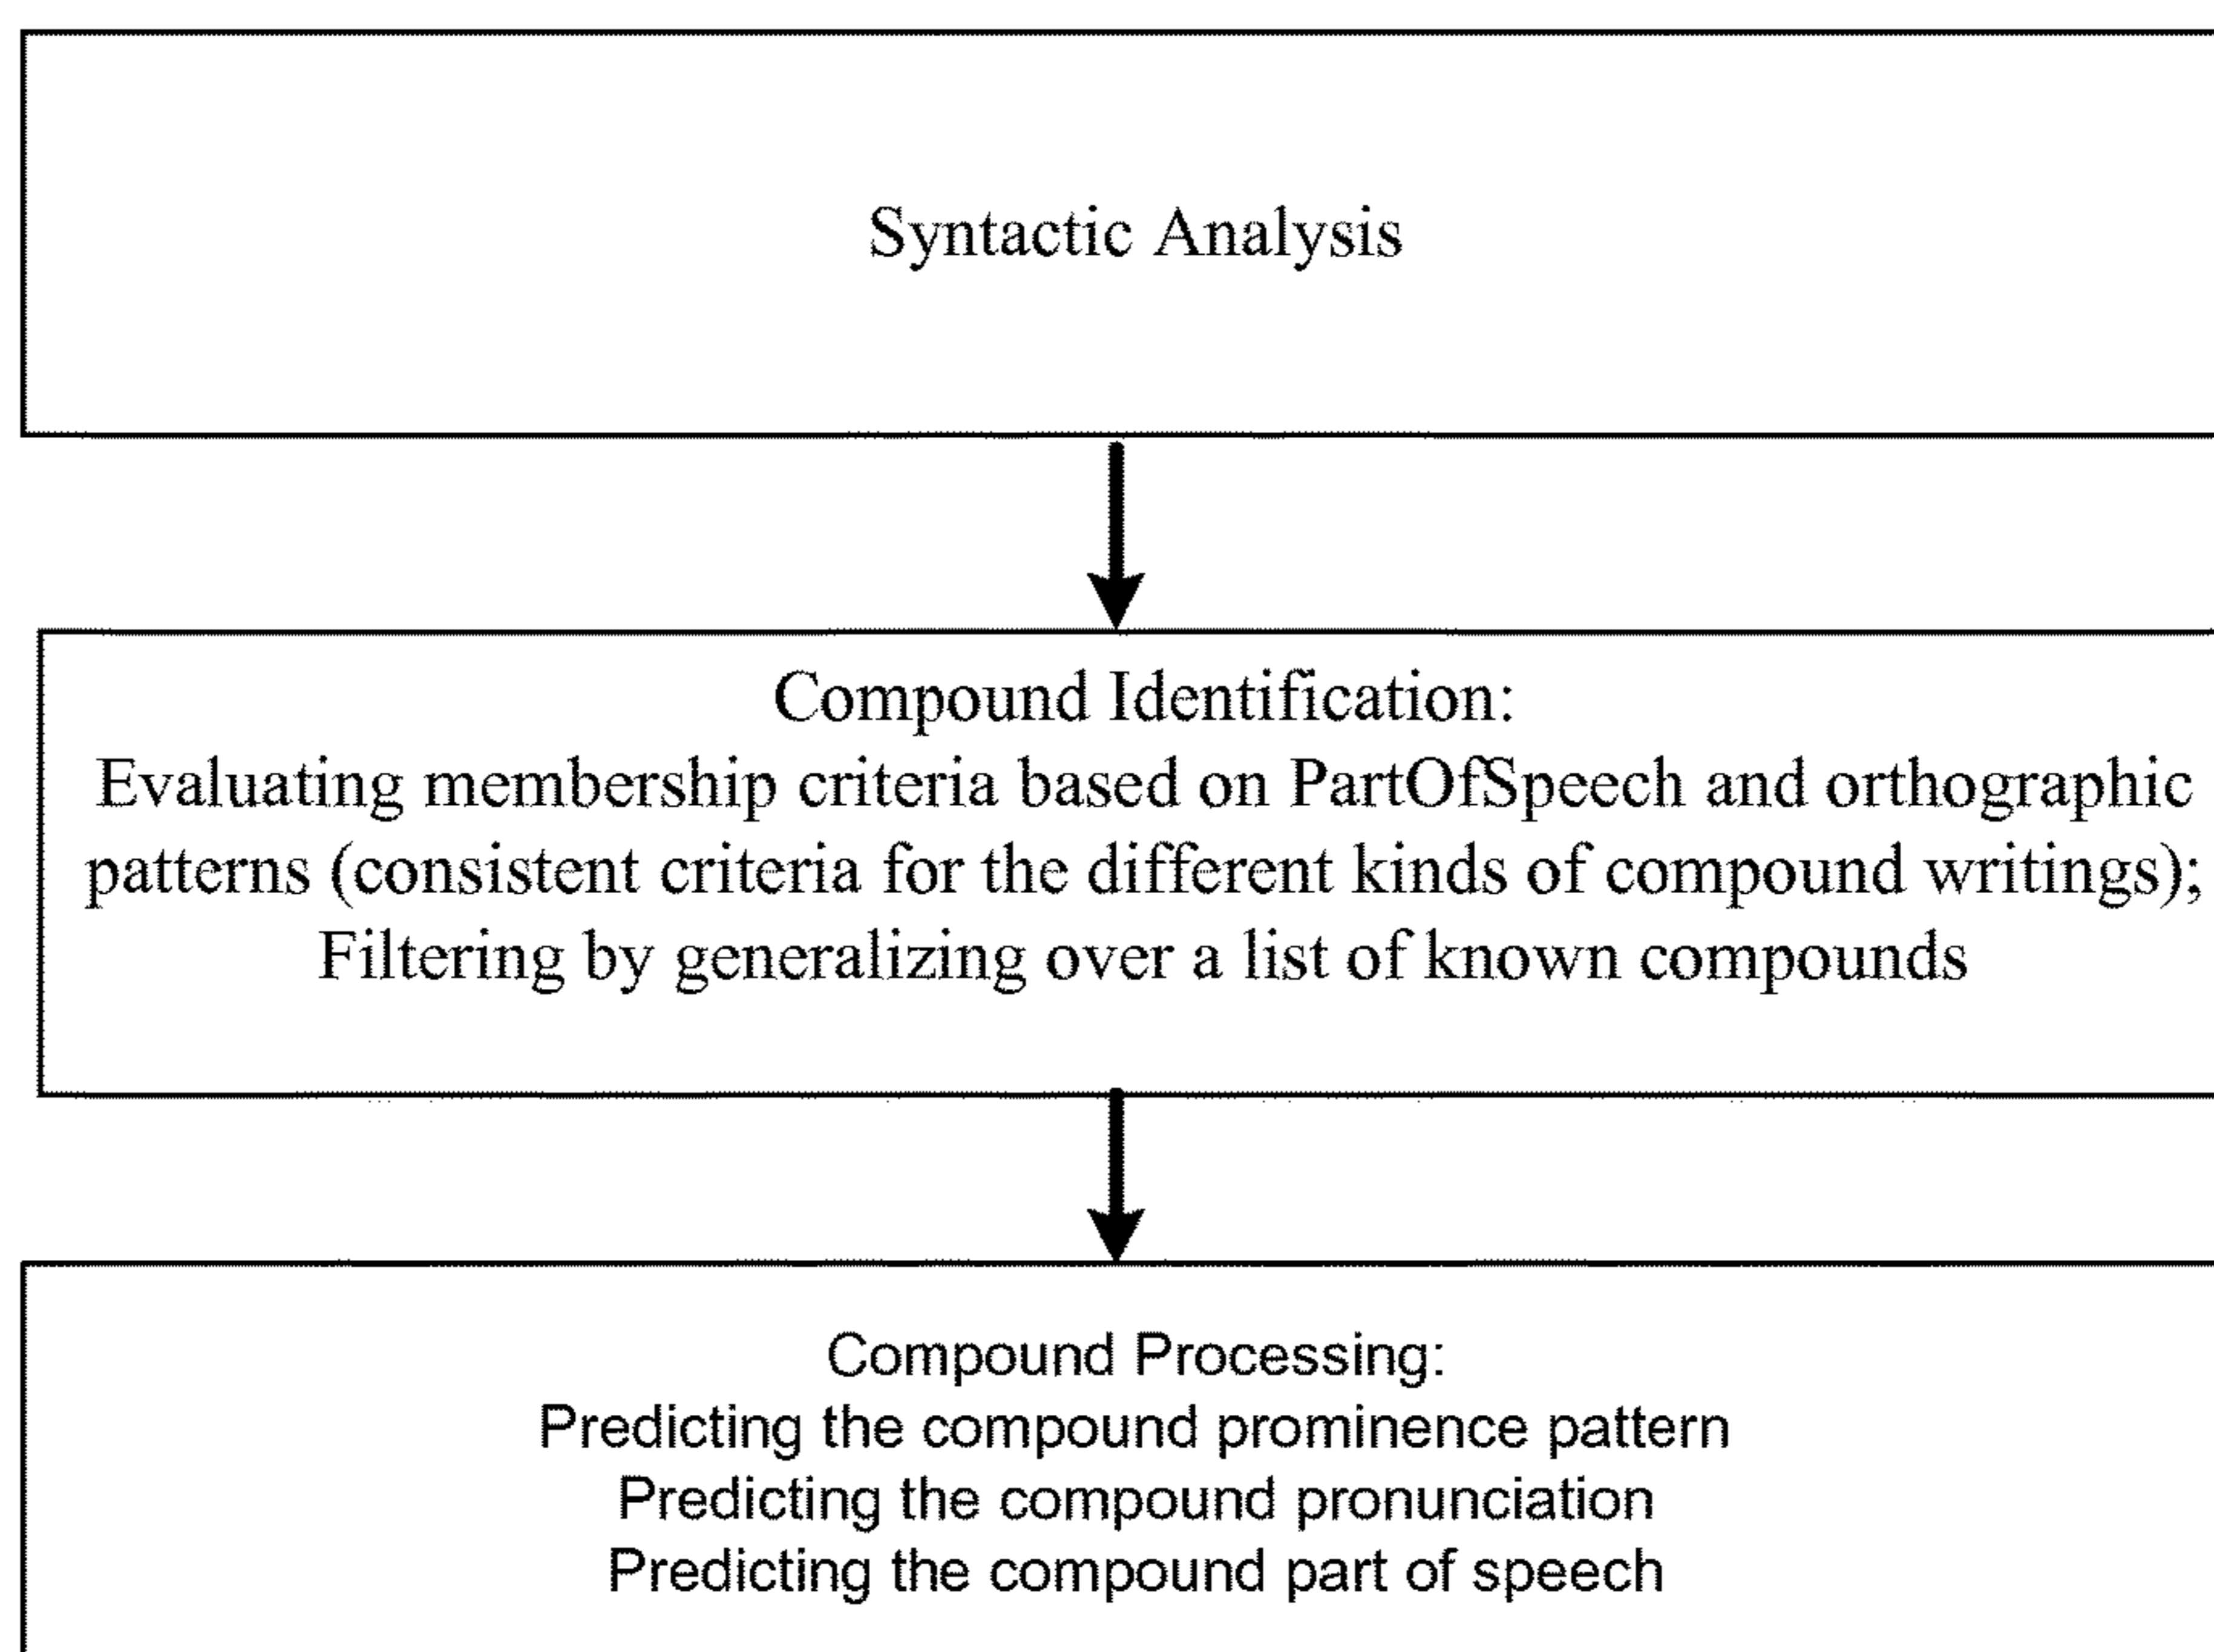 Syntactic Analysis
Compound Identification:
Evaluating membership criteria based on PartOfSpeech and orthographic
patterns (consistent criteria for the different kinds of compound writings);
Filtering by generalizing over a list of known compounds
Compound Processing:
Predicting the compound prominence pattern
Predicting the compound pronunciation
Predicting the compound part of speech